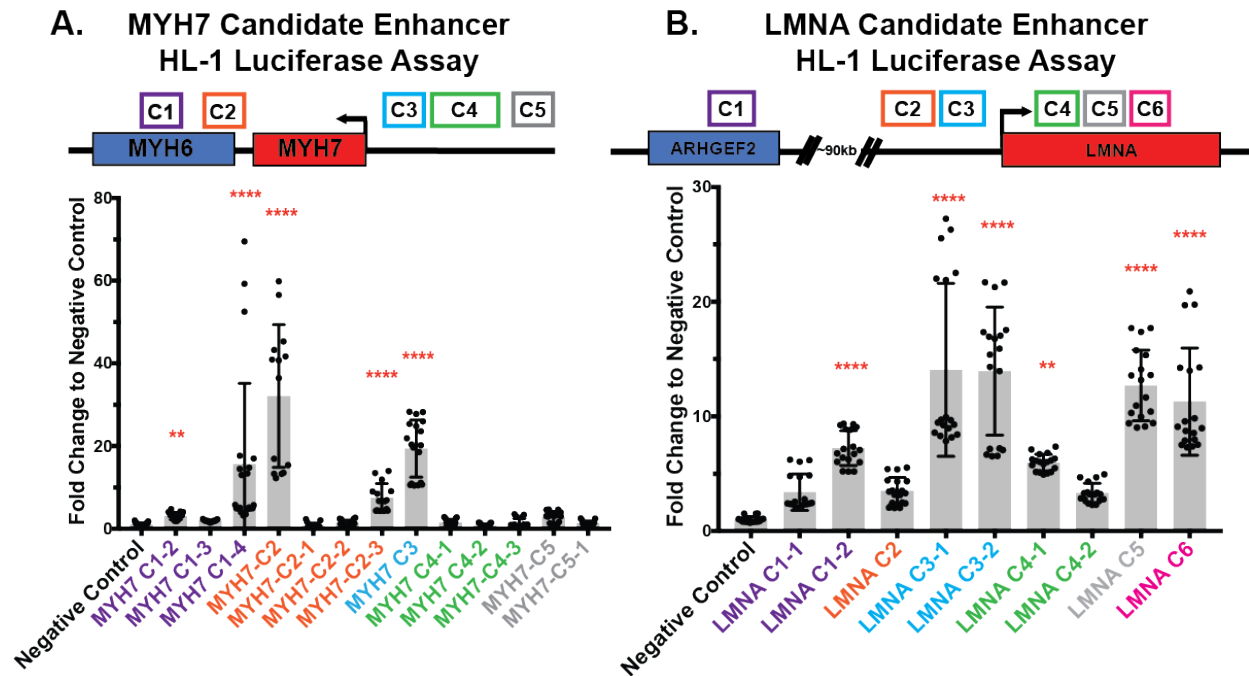 A.
MYH7 Candidate Enhancer
HL-1 Luciferase Assay
C1
C2
C3
C4
C5
MYH6
MYH7
Fold Change to Negative Control
80
60
40
20
0
**
****
****
****
****
Negative Control
MYH7 C1-2
MYH7 C1-3
MYH7 C1-4
MYH7-C2
MYH7-C2-1
MYH7-C2-2
MYH7-C2-3
MYH7 C3
MYH7 C4-1
MYH7 C4-2
MYH7-C4-3
MYH7-C5
MYH7-C5-1
B.
LMNA Candidate Enhancer
HL-1 Luciferase Assay
C1
C2
C3
C4
C5
C6
ARHGEF2
~90kb
LMNA
Fold Change to Negative Control
30
20
10
0
****
****
****
**
****
****
Negative Control
LMNA C1-1
LMNA C1-2
LMNA C2
LMNA C3-1
LMNA C3-2
LMNA C4-1
LMNA C4-2
LMNA C5
LMNA C6